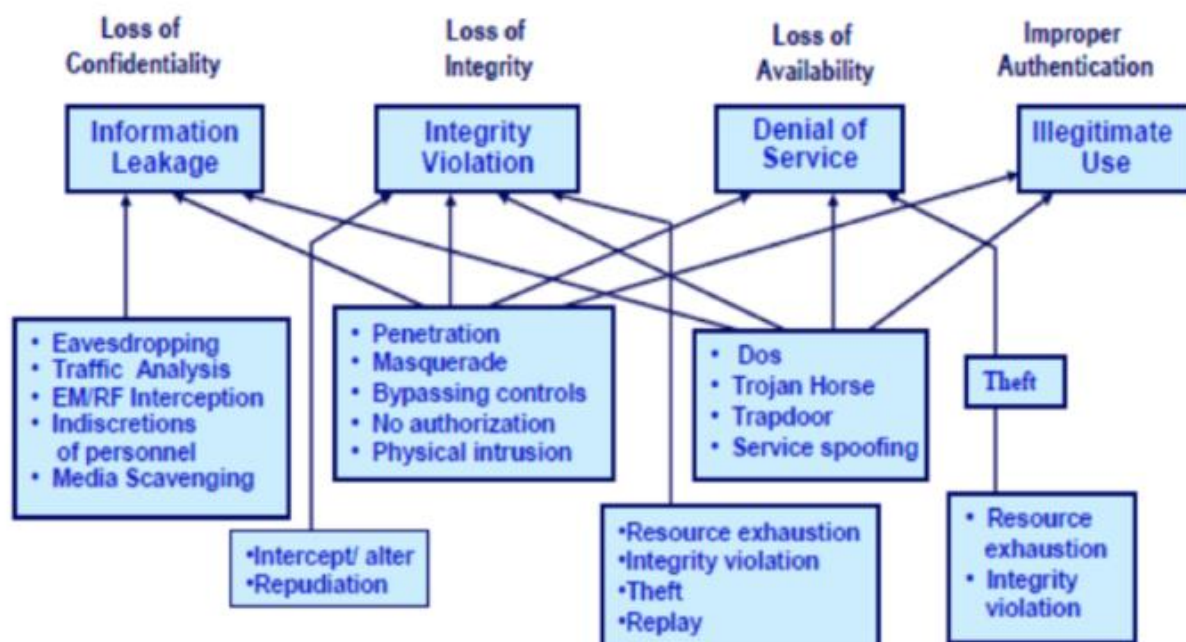 Loss of
Confidentiality
Loss of
Integrity
Loss of
Availability
Improper
Authentication
Information
Leakage
Integrity
Violation
Denial of
Service
Illegitimate
Use
• Eavesdropping
• Traffic Analysis
• EM/RF Interception
• Indiscretions
of personnel
• Media Scavenging
• Penetration
• Masquerade
• Bypassing controls
• No authorization
• Physical intrusion
• Dos
• Trojan Horse
• Trapdoor
• Service spoofing
Theft
•Intercept/ alter
•Repudiation
•Resource exhaustion
•Integrity violation
•Theft
•Replay
• Resource
exhaustion
• Integrity
violation